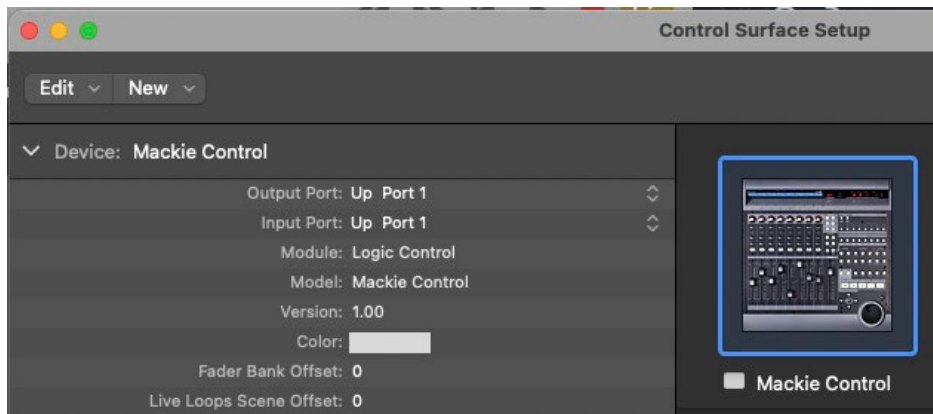 Control Surface Setup
Edit New
Device: Mackie Control
Output Port: Up Port 1
Input Port: Up Port 1
Module: Logic Control
Model: Mackie Control
Version: 1.00
Color:
Fader Bank Offset: 0
Live Loops Scene Offset: 0
Mackie Control